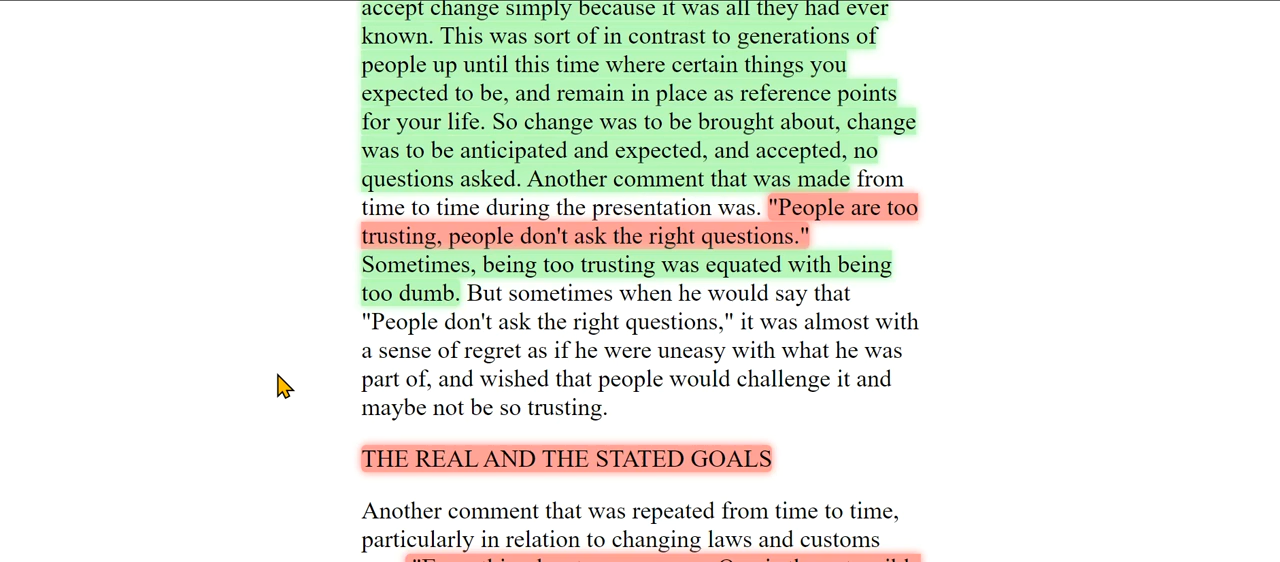 accept change simply because it was all they had ever
known. This was sort of in contrast to generations of
people up until this time where certain things you
expected to be, and remain in place as reference points
for your life. So change was to be brought about, change
was to be anticipated and expected, and accepted, no
questions asked. Another comment that was made from
time to time during the presentation was. "People are too
trusting, people don't ask the right questions."
Sometimes, being too trusting was equated with being
too dumb. But sometimes when he would say that
"People don't ask the right questions," it was almost with
a sense of regret as if he were uneasy with what he was
part of, and wished that people would challenge it and
maybe not be so trusting.
THE REAL AND THE STATED GOALS
Another comment that was repeated from time to time,
particularly in relation to changing laws and customs